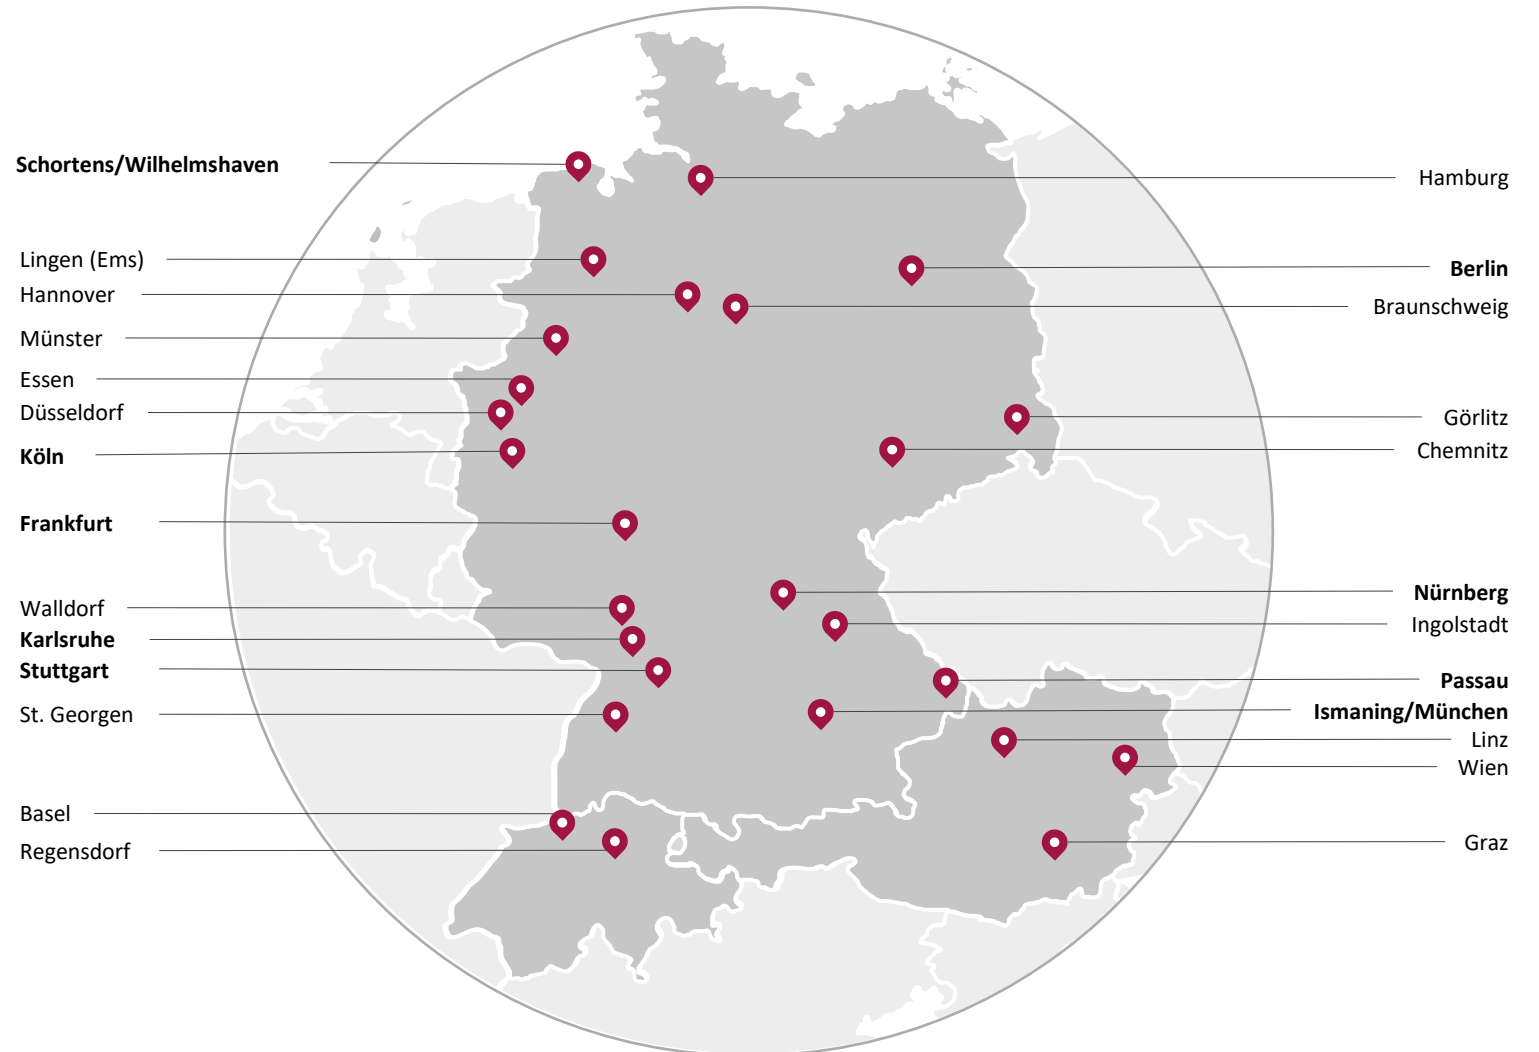 Schortens/Wilhelmshaven
Lingen (Ems)
Hannover
Münster
Essen
Düsseldorf
Köln
Frankfurt
Walldorf
Karlsruhe
Stuttgart
St. Georgen
Basel
Regensdorf
Hamburg
Berlin
Braunschweig
Görlitz
Chemnitz
Nürnberg
Ingolstadt
Passau
Ismaning/München
Linz
Wien
Graz